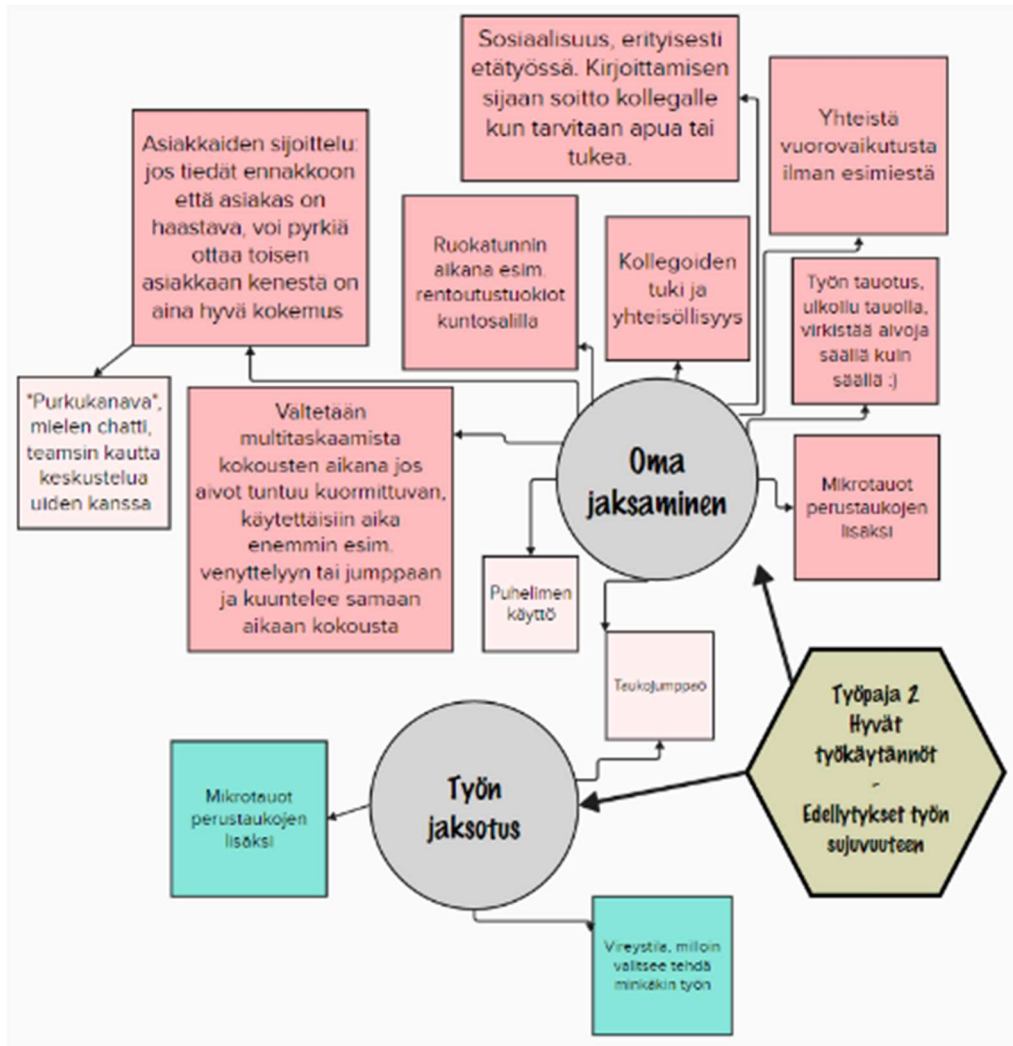 Sosiaalisuus, erityisesti
etätyössä. Kirjoittamisen
sijaan soitto kollegalle
kun tarvitaan apua tai
tukea.
Yhteistä
vuorovaikutusta
ilman esimiestä
Asiakkaiden sijoittelu:
jos tiedät ennakkoon
että asiakas on
haastava, voi pyrkiä
ottaa toisen
asiakkaan kenestä on
aina hyvä kokemus
Ruokatunnin
aikana esim.
rentoutustuokiot
kuntosalilla
Kollegoiden
tuki ja
yhteisöllisyys
Työn tauotus,
ulkoilu tauolla,
virkistää aivoja
säällä kuin
säällä :)
"Purkukanava",
mielen chatti,
teamsin kautta
keskustelua
uiden kanssa
Vältetään
multitaskaamista
kokousten aikana jos
aivot tuntuu kuormittuvan,
käytettäisiin aika
enemmin esim.
venyttelyyn tai jumppaan
ja kuuntelee samaan
aikaan kokousta
Oma
jaksaminen
Mikrotauot
perustaukojen
lisäksi
Puhelimen
käyttö
Taukojumppaö
Työpaja 2
Hyvät
työkäytännöt
-
Edellytykset työn
sujuvuuteen
Työn
jaksotus
Mikrotauot
perustaukojen
lisäksi
Vireystila, milloin
valitsee tehdä
minkäkin työn